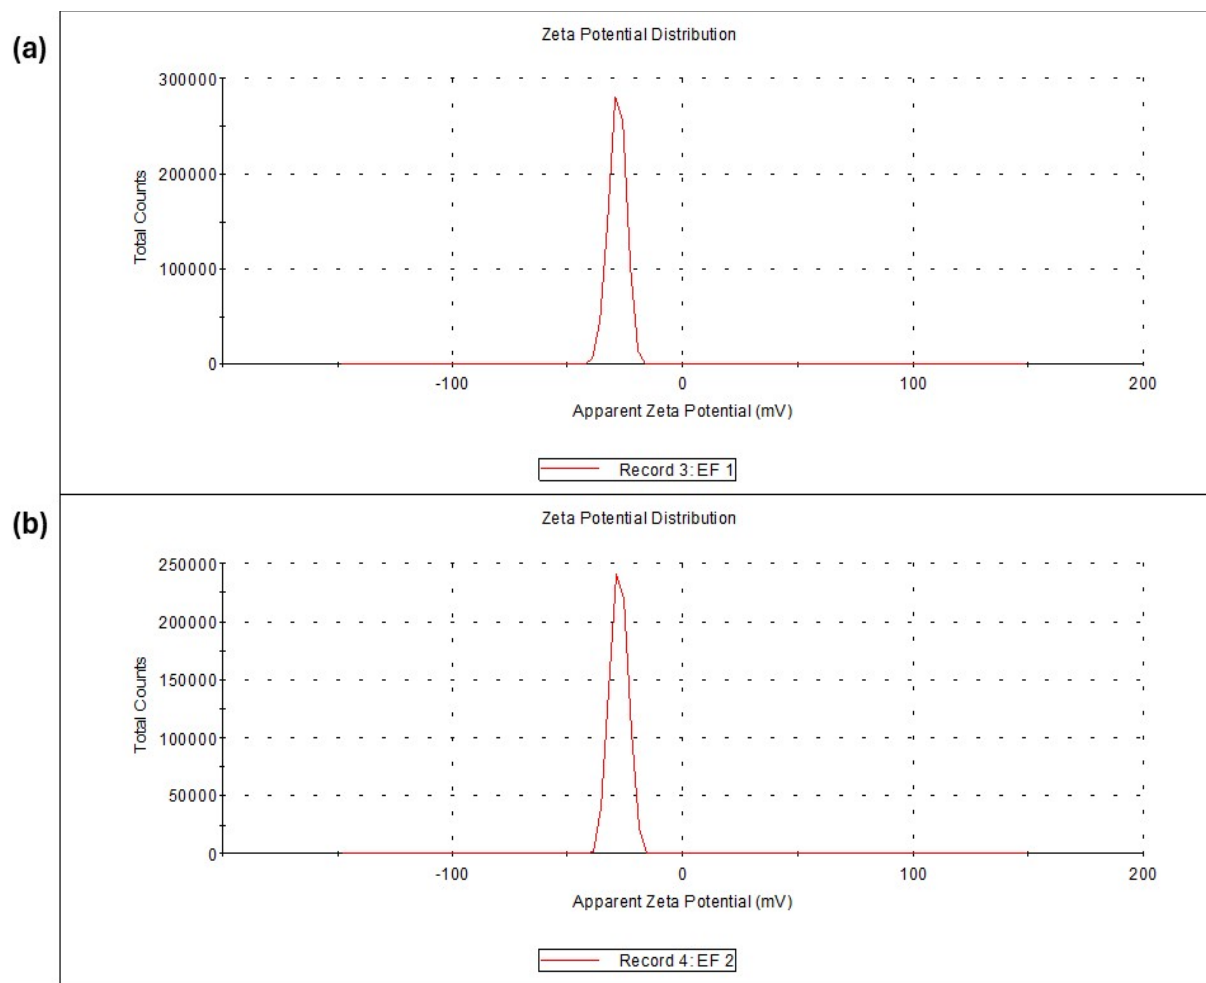 (a)
Zeta Potential Distribution
300000
200000
100000
0
Total Counts
-100 0 100 200
Apparent Zeta Potential (mV)
Record 3: EF 1
(b)
Zeta Potential Distribution
250000
200000
150000
100000
50000
0
Total Counts
-100 0 100 200
Apparent Zeta Potential (mV)
Record 4: EF 2